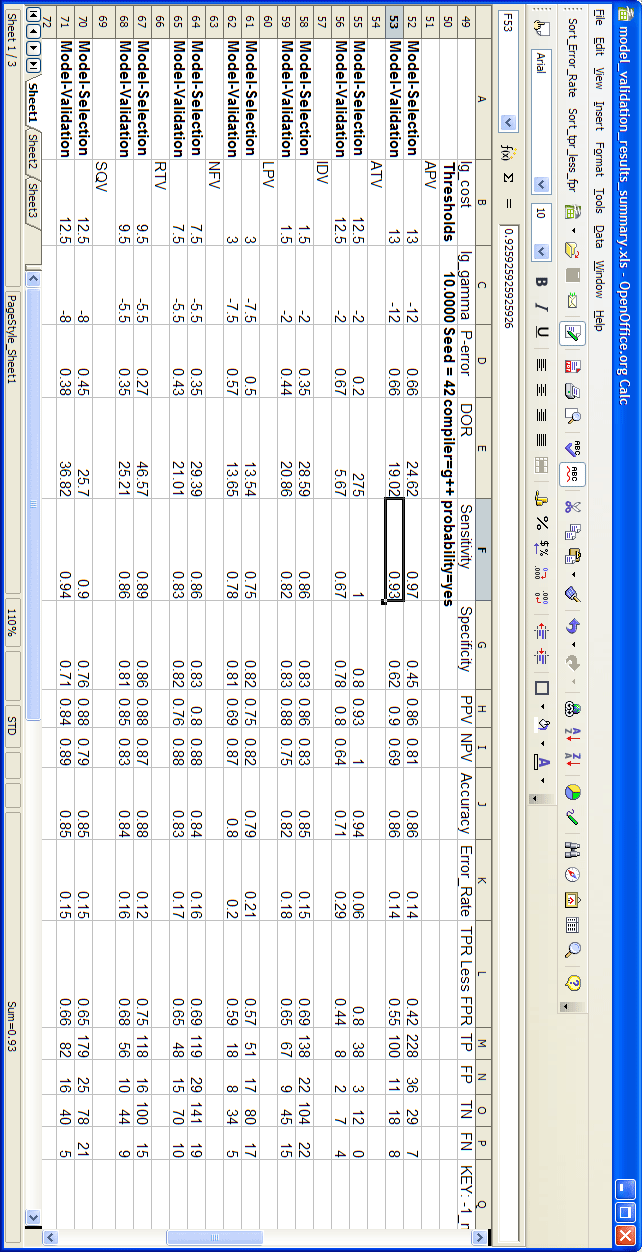 model_validation_results_summary.xls - OpenOffice.org Calc
File Edit View Insert Format Tools Data Window Help
Sort_Error_Rate Sort_tpr_less_fpr
Arial 10 B I U % $%
F53 f(x) Σ = 0.925925925925926
A B C D E F G H I J K L M N O P Q
49 lg_cost lg_gamma P-error DOR Sensitivity Specificity PPV NPV Accuracy Error_Rate TPR Less FPR TP FP TN FN KEY: -1_r
50 Thresholds 10.0000 Seed = 42 compiler=g++ probability=yes
51 APV
52 Model-Selection 13 -12 0.66 24.62 0.97 0.45 0.86 0.81 0.86 0.14 0.42 228 36 29 7
53 Model-Validation 13 -12 0.66 19.02 0.93 0.62 0.9 0.69 0.86 0.14 0.55 100 11 18 8
54 ATV
55 Model-Selection 12.5 -2 0.2 275 1 0.8 0.93 1 0.94 0.06 0.8 38 3 12 0
56 Model-Validation 12.5 -2 0.67 5.67 0.67 0.78 0.8 0.64 0.71 0.29 0.44 8 2 7 4
57 IDV
58 Model-Selection 1.5 -2 0.35 28.59 0.86 0.83 0.86 0.83 0.85 0.15 0.69 138 22 104 22
59 Model-Validation 1.5 -2 0.44 20.86 0.82 0.83 0.88 0.75 0.82 0.18 0.65 67 9 45 15
60 LPV
61 Model-Selection 3 -7.5 0.5 13.54 0.75 0.82 0.75 0.82 0.79 0.21 0.57 51 17 80 17
62 Model-Validation 3 -7.5 0.57 13.65 0.78 0.81 0.69 0.87 0.8 0.2 0.59 18 8 34 5
63 NFV
64 Model-Selection 7.5 -5.5 0.35 29.39 0.86 0.83 0.8 0.88 0.84 0.16 0.69 119 29 141 19
65 Model-Validation 7.5 -5.5 0.43 21.01 0.83 0.82 0.76 0.88 0.83 0.17 0.65 48 15 70 10
66 RTV
67 Model-Selection 9.5 -5.5 0.27 46.57 0.89 0.86 0.88 0.87 0.88 0.12 0.75 118 16 100 15
68 Model-Validation 9.5 -5.5 0.35 25.21 0.86 0.81 0.85 0.83 0.84 0.16 0.68 56 10 44 9
69 SQV
70 Model-Selection 12.5 -8 0.45 25.7 0.9 0.76 0.88 0.79 0.85 0.15 0.65 179 25 78 21
71 Model-Validation 12.5 -8 0.38 36.82 0.94 0.71 0.84 0.89 0.85 0.15 0.66 82 16 40 5
72
Sheet1 Sheet2 Sheet3
Sheet 1 / 3 PageStyle_Sheet1 110% STD Sum=0.93